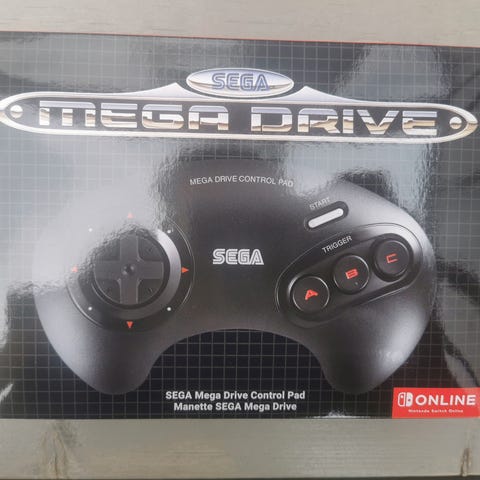 SEGA
MEGA DRIVE
MEGA DRIVE CONTROL PAD
START
SEGA
TRIGGER
A B C
SEGA Mega Drive Control Pad
Manette SEGA Mega Drive
ONLINE
Nintendo Switch Online